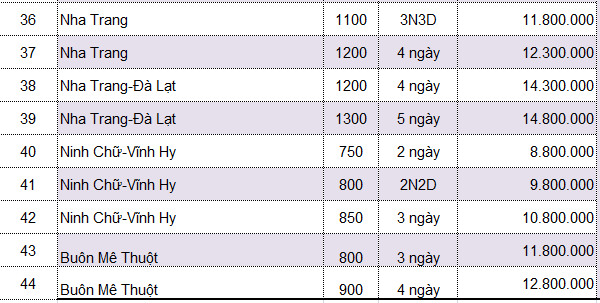 36 Nha Trang 1100 3N3D 11.800.000
37 Nha Trang 1200 4 ngày 12.300.000
38 Nha Trang-Đà Lạt 1200 4 ngày 14.300.000
39 Nha Trang-Đà Lạt 1300 5 ngày 14.800.000
40 Ninh Chữ-Vĩnh Hy 750 2 ngày 8.800.000
41 Ninh Chữ-Vĩnh Hy 800 2N2D 9.800.000
42 Ninh Chữ-Vĩnh Hy 850 3 ngày 10.800.000
43 Buôn Mê Thuột 800 3 ngày 11.800.000
44 Buôn Mê Thuột 900 4 ngày 12.800.000